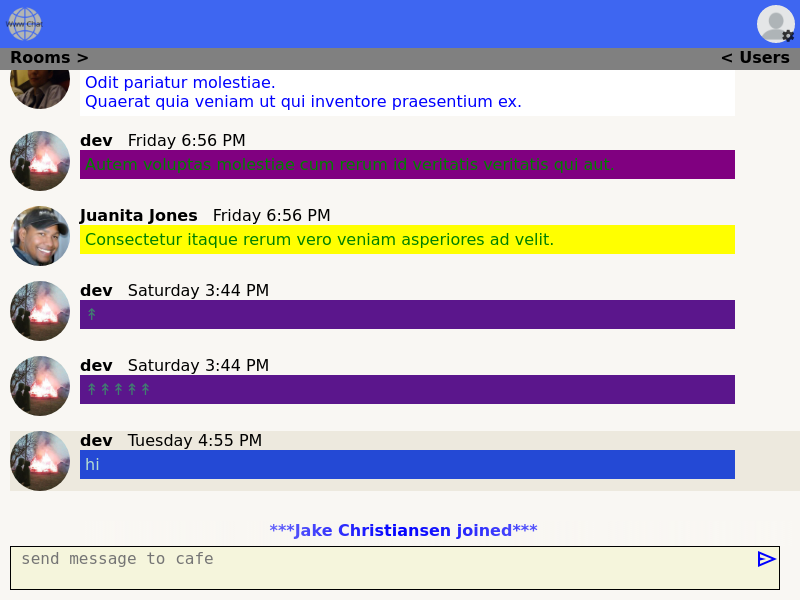 Www Chat
Rooms >
< Users
Odit pariatur molestiae.
Quaerat quia veniam ut qui inventore praesentium ex.
dev Friday 6:56 PM
Autem voluptas molestiae cum rerum id veritatis veritatis qui aut.
Juanita Jones Friday 6:56 PM
Consectetur itaque rerum vero veniam asperiores ad velit.
dev Saturday 3:44 PM
↟
dev Saturday 3:44 PM
↟↟↟↟↟
dev Tuesday 4:55 PM
hi
***Jake Christiansen joined***
send message to cafe